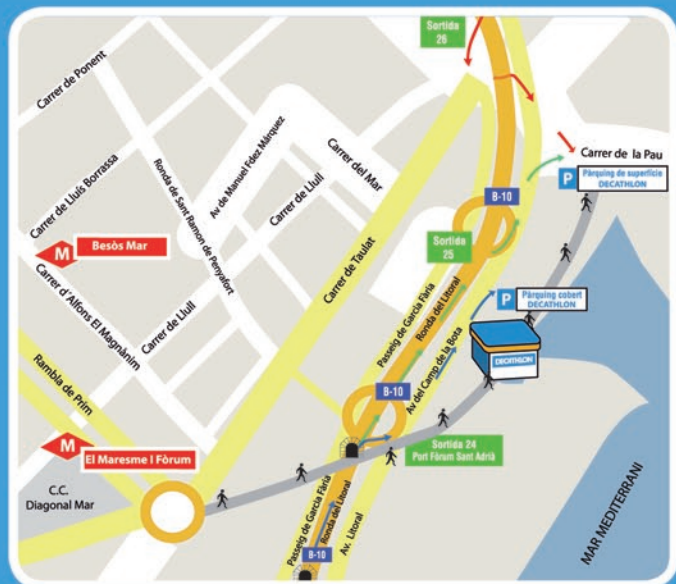 Sortida
26
Carrer de Ponent
Av de Manuel Fdez Márquez
Carrer de la Pau
P
Pàrquing de superfície
DECATHLON
Carrer de Lluís Borrassa
Ronda de Sant Ramon de Penyafort
Carrer del Mar
Carrer de Llull
B-10
M
Besòs Mar
Sortida
25
Carrer de Taulat
Passeig de Garcia Fària
Ronda del Litoral
P
Pàrquing cobert
DECATHLON
Carrer d'Alfons El Magnànim
Carrer de Llull
Av del Camp de la Bota
DECATHLON
Rambla de Prim
B-10
M
El Maresme I Fòrum
Sortida 24
Port Fòrum Sant Adrià
C.C.
Diagonal Mar
Passeig de Garcia Fària
Ronda del Litoral
Av. Litoral
B-10
MAR MEDITERRANI